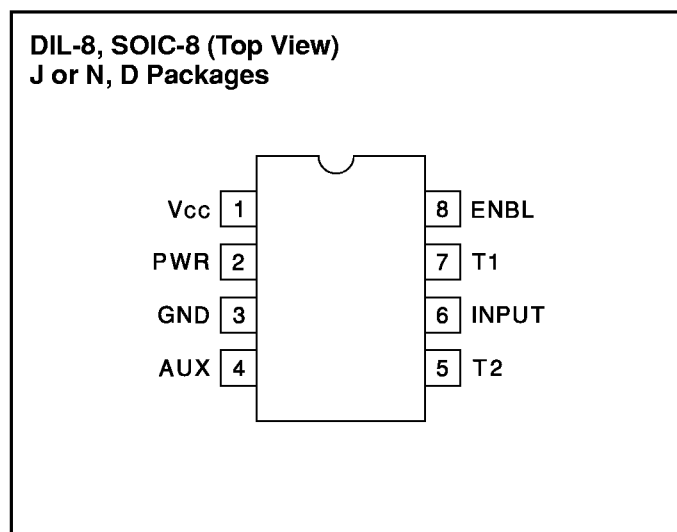 DIL-8, SOIC-8 (Top View)
J or N, D Packages
Vcc 1 8 ENBL
PWR 2 7 T1
GND 3 6 INPUT
AUX 4 5 T2